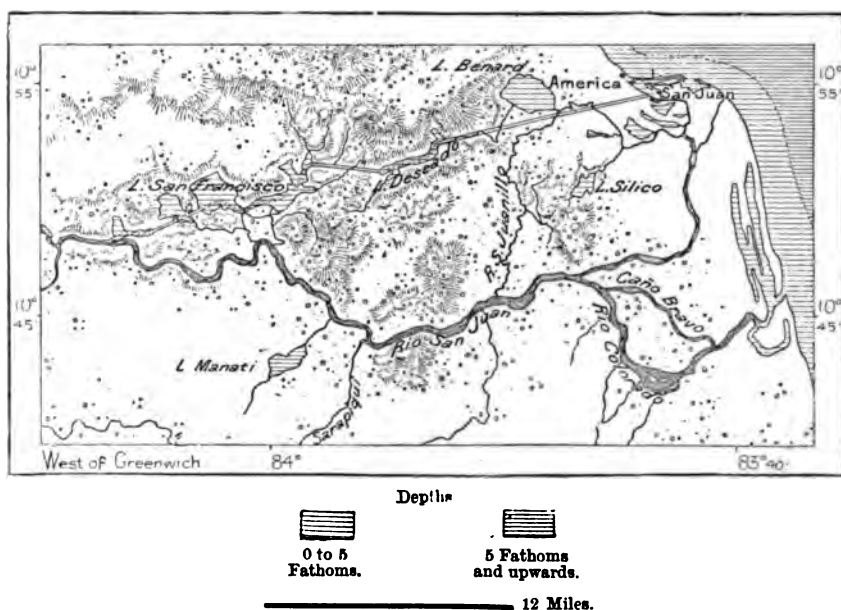 L. Benard
America
10°
55'
10°
55'
San Juan
L. Deseado
L. San Francisco
L. Silico
R. S. Juanillo
Caño Bravo
10°
45'
10°
45'
Rio San Juan
Rio Colorado
L Manati
Sarapiqui
West of Greenwich
84°
83°40'
Depths
0 to 5
Fathoms.
5 Fathoms
and upwards.
12 Miles.